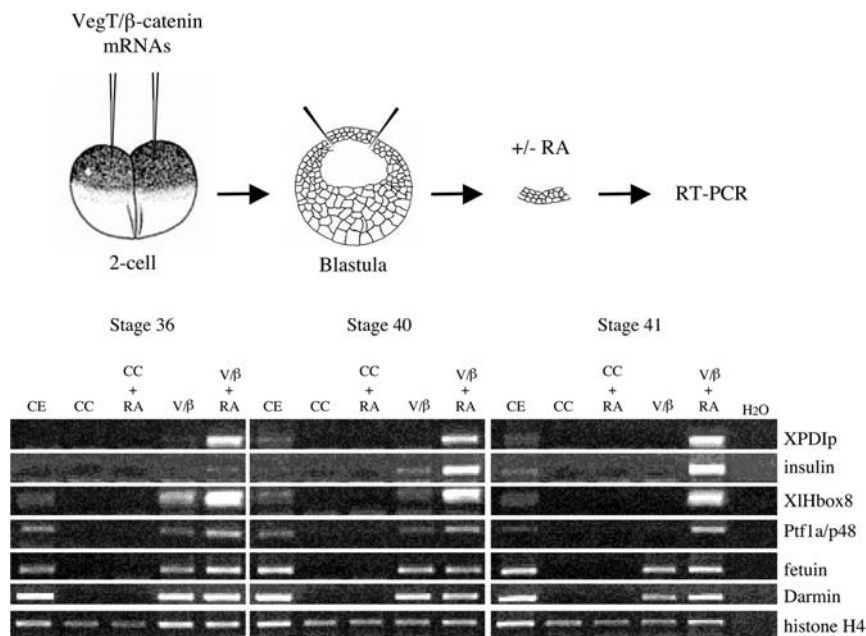 VegT/β-catenin
mRNAs
+/- RA
RT-PCR
2-cell
Blastula
Stage 36
Stage 40
Stage 41
CE
CC
CC
+
RA
V/β
V/β
+
RA
CE
CC
CC
+
RA
V/β
V/β
+
RA
CE
CC
CC
+
RA
V/β
V/β
+
RA
H2O
XPDIp
insulin
XlHbox8
Ptf1a/p48
fetuin
Darmin
histone H4